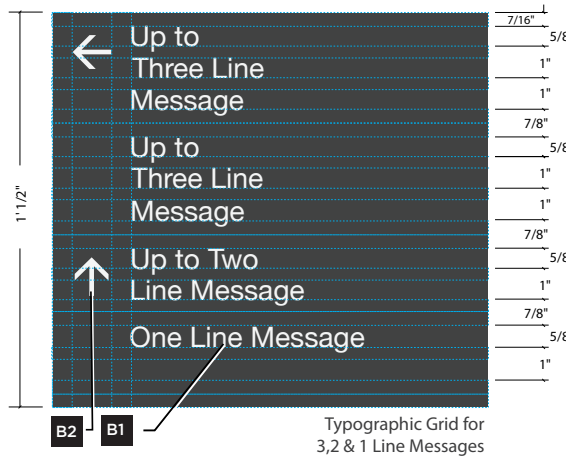 7/16"
5/8
Up to
Three Line
Message
1"
1"
7/8"
Up to
Three Line
Message
5/8
1"
1"
7/8"
1' 1/2"
Up to Two
Line Message
5/8
1"
7/8"
One Line Message
5/8
1"
B2 B1
Typographic Grid for
3,2 & 1 Line Messages